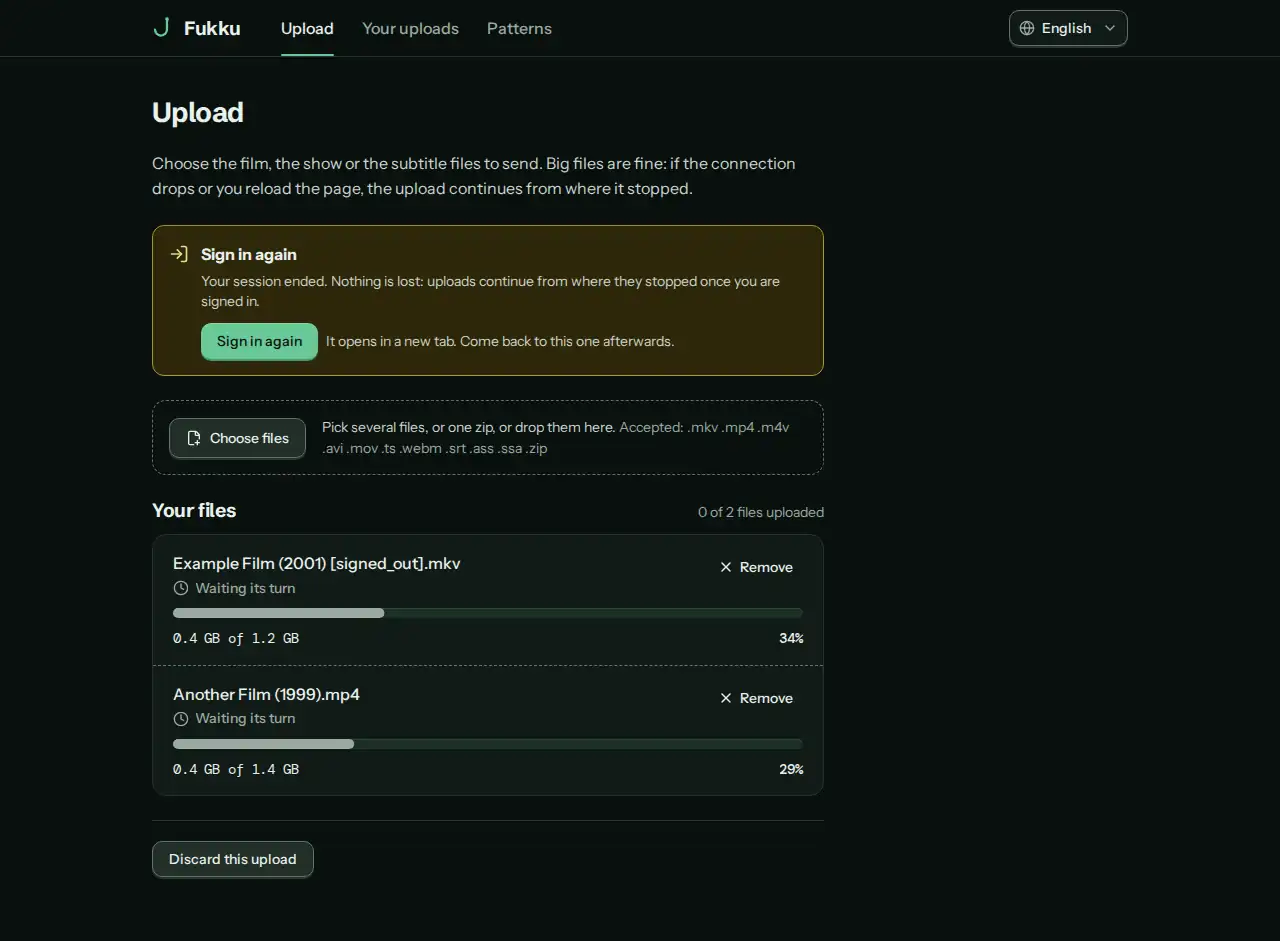 Fukku
Upload
Your uploads
Patterns
English
Upload
Choose the film, the show or the subtitle files to send. Big files are fine: if the connection
drops or you reload the page, the upload continues from where it stopped.
Sign in again
Your session ended. Nothing is lost: uploads continue from where they stopped once you are
signed in.
Sign in again
It opens in a new tab. Come back to this one afterwards.
Choose files
Pick several files, or one zip, or drop them here. Accepted: .mkv .mp4 .m4v
.avi .mov .ts .webm .srt .ass .ssa .zip
Your files
0 of 2 files uploaded
Example Film (2001) [signed_out].mkv
Remove
Waiting its turn
0.4 GB of 1.2 GB
34%
Another Film (1999).mp4
Remove
Waiting its turn
0.4 GB of 1.4 GB
29%
Discard this upload